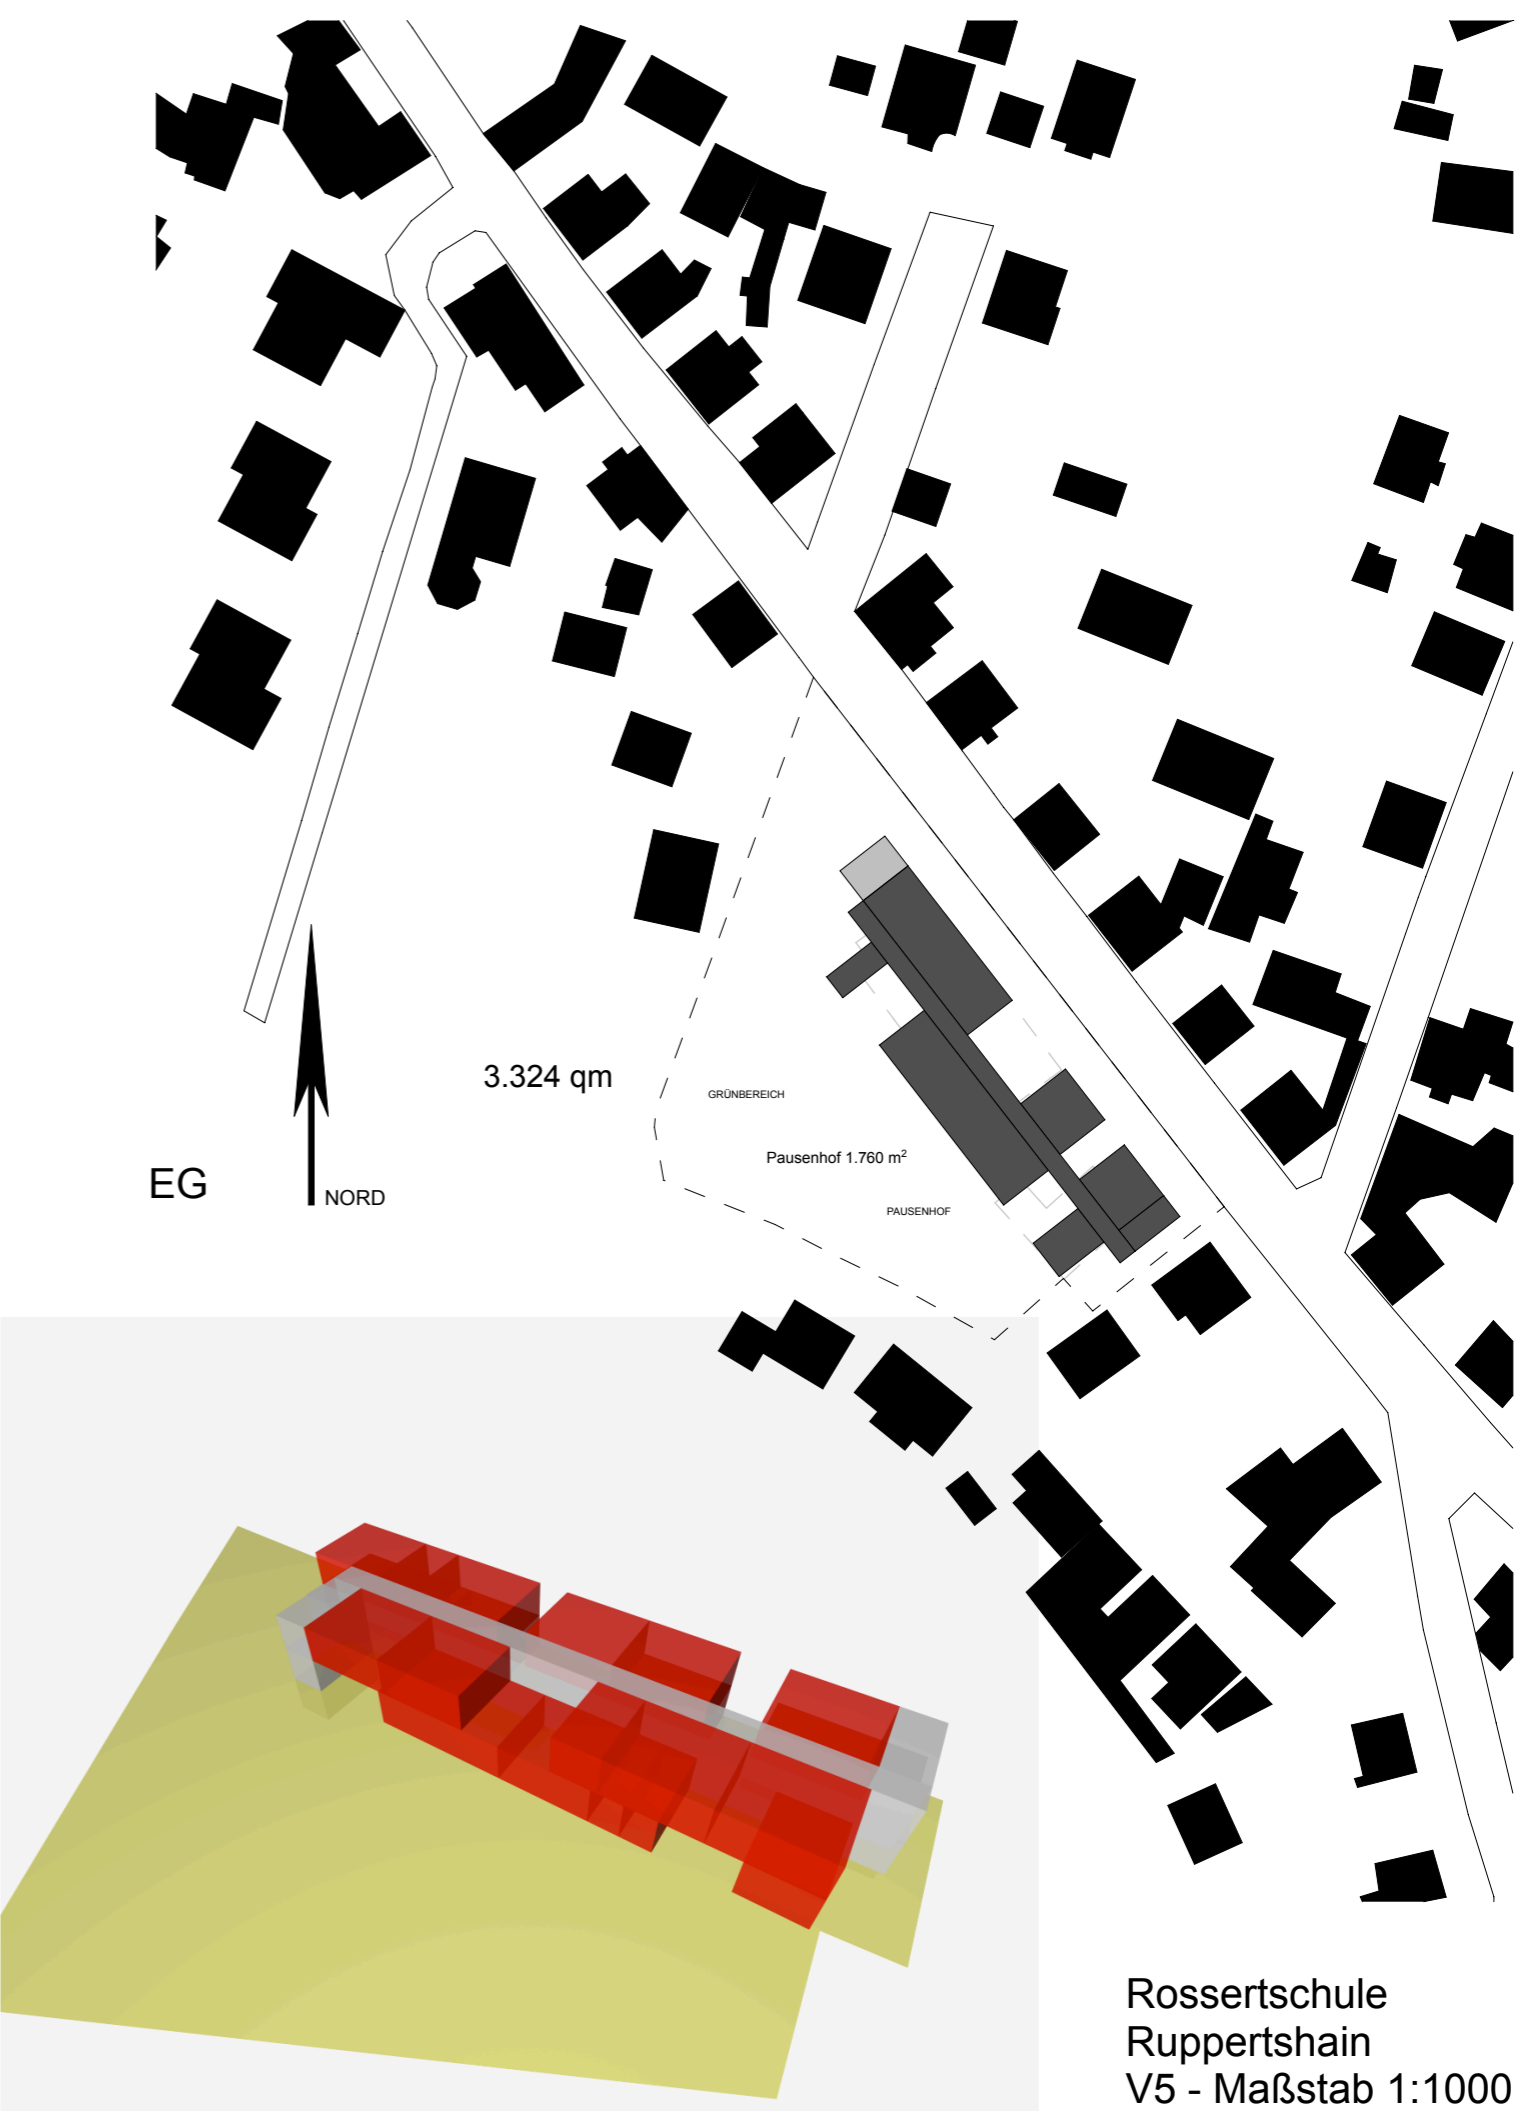 3.324 qm
GRÜNBEREICH
Pausenhof 1.760 m²
EG
NORD
PAUSENHOF
Rossertschule
Ruppertshain
V5 - Maßstab 1:1000